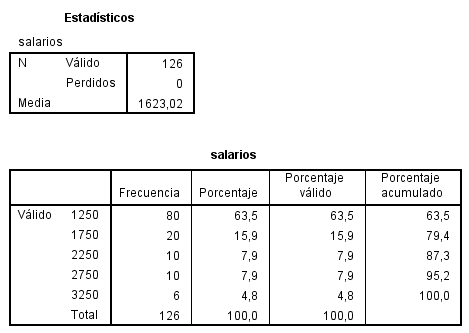 Estadísticos
salarios
N Válido 126
Perdidos 0
Media 1623,02
salarios
Frecuencia Porcentaje Porcentaje válido Porcentaje acumulado
Válido 1250 80 63,5 63,5 63,5
1750 20 15,9 15,9 79,4
2250 10 7,9 7,9 87,3
2750 10 7,9 7,9 95,2
3250 6 4,8 4,8 100,0
Total 126 100,0 100,0